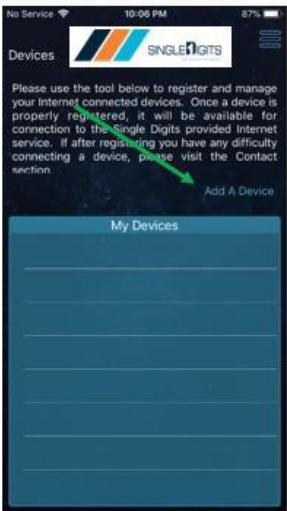 No Service 10:06 PM 87%
Devices
SINGLE DIGITS
Please use the tool below to register and manage
your Internet connected devices. Once a device is
properly registered, it will be available for
connection to the Single Digits provided Internet
service. If after registering you have any difficulty
connecting a device, please visit the Contact
section.
Add A Device
My Devices